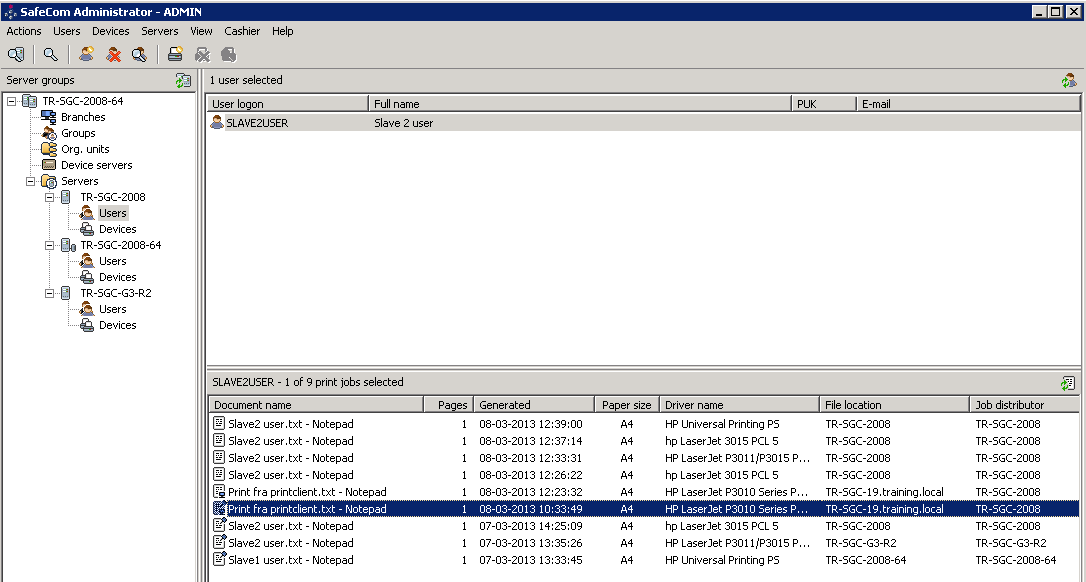 SafeCom Administrator - ADMIN
Actions Users Devices Servers View Cashier Help
Server groups
TR-SGC-2008-64
Branches
Groups
Org. units
Device servers
Servers
TR-SGC-2008
Users
Devices
TR-SGC-2008-64
Users
Devices
TR-SGC-G3-R2
Users
Devices
1 user selected
User logon Full name PUK E-mail
SLAVE2USER Slave 2 user
SLAVE2USER - 1 of 9 print jobs selected
Document name Pages Generated Paper size Driver name File location Job distributor
Slave2 user.txt - Notepad 1 08-03-2013 12:39:00 A4 HP Universal Printing PS TR-SGC-2008 TR-SGC-2008
Slave2 user.txt - Notepad 1 08-03-2013 12:37:14 A4 hp LaserJet 3015 PCL 5 TR-SGC-2008 TR-SGC-2008
Slave2 user.txt - Notepad 1 08-03-2013 12:33:31 A4 HP LaserJet P3011/P3015 P... TR-SGC-2008 TR-SGC-2008
Slave2 user.txt - Notepad 1 08-03-2013 12:26:22 A4 hp LaserJet 3015 PCL 5 TR-SGC-2008 TR-SGC-2008
Print fra printclient.txt - Notepad 1 08-03-2013 12:23:32 A4 HP LaserJet P3010 Series P... TR-SGC-19.training.local TR-SGC-2008
Print fra printclient.txt - Notepad 1 08-03-2013 10:33:49 A4 HP LaserJet P3010 Series P... TR-SGC-19.training.local TR-SGC-2008
Slave2 user.txt - Notepad 1 07-03-2013 14:25:09 A4 hp LaserJet 3015 PCL 5 TR-SGC-2008 TR-SGC-2008
Slave2 user.txt - Notepad 1 07-03-2013 13:35:26 A4 HP LaserJet P3011/P3015 P... TR-SGC-G3-R2 TR-SGC-G3-R2
Slave1 user.txt - Notepad 1 07-03-2013 13:33:45 A4 HP Universal Printing PS TR-SGC-2008-64 TR-SGC-2008-64